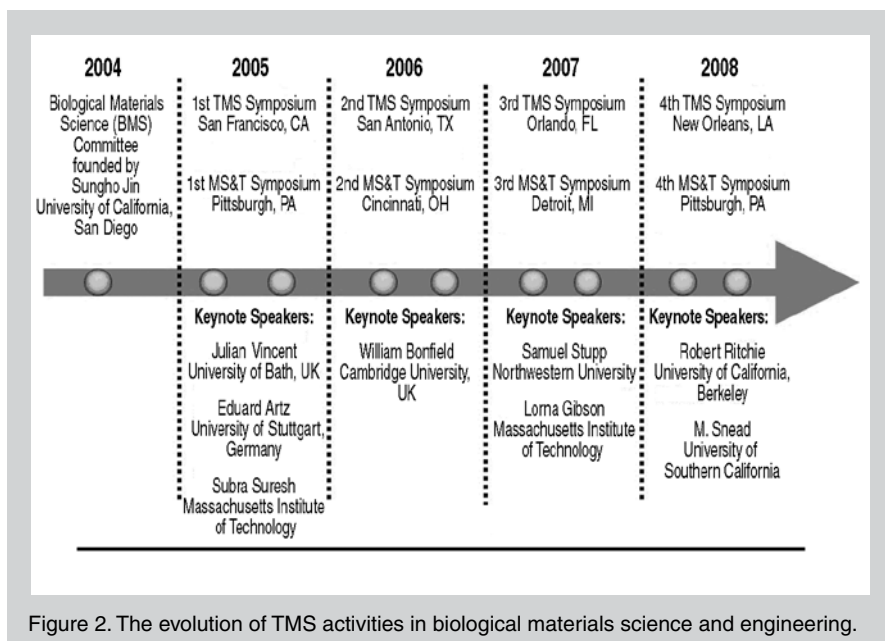 2004
Biological Materials
Science (BMS)
Committee
founded by
Sungho Jin
University of California,
San Diego
2005
1st TMS Symposium
San Francisco, CA
1st MS&T Symposium
Pittsburgh, PA
2006
2nd TMS Symposium
San Antonio, TX
2nd MS&T Symposium
Cincinnati, OH
2007
3rd TMS Symposium
Orlando, FL
3rd MS&T Symposium
Detroit, MI
2008
4th TMS Symposium
New Orleans, LA
4th MS&T Symposium
Pittsburgh, PA
Keynote Speakers:
Julian Vincent
University of Bath, UK
Eduard Artz
University of Stuttgart,
Germany
Subra Suresh
Massachusetts Institute
of Technology
Keynote Speakers:
William Bonfield
Cambridge University,
UK
Keynote Speakers:
Samuel Stupp
Northwestern University
Lorna Gibson
Massachusetts Institute
of Technology
Keynote Speakers:
Robert Ritchie
University of California,
Berkeley
M. Snead
University of
Southern California
Figure 2. The evolution of TMS activities in biological materials science and engineering.